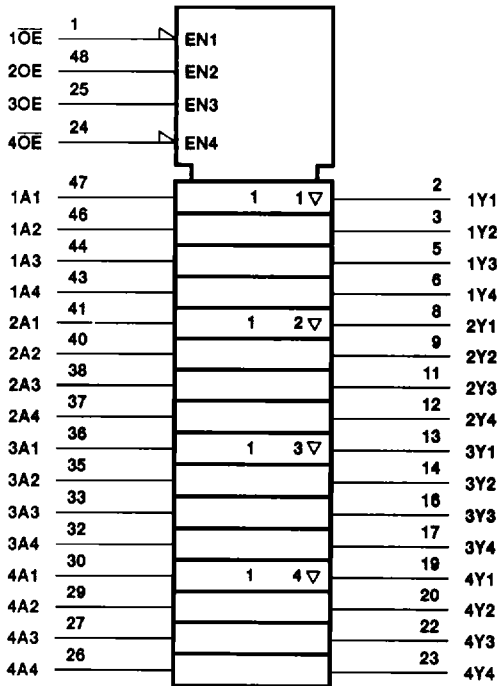 1O̅E̅ 1 EN1
2OE 48 EN2
3OE 25 EN3
4O̅E̅ 24 EN4
1A1 47 1 1 ▽ 2 1Y1
1A2 46 3 1Y2
1A3 44 5 1Y3
1A4 43 6 1Y4
2A1 41 1 2 ▽ 8 2Y1
2A2 40 9 2Y2
2A3 38 11 2Y3
2A4 37 12 2Y4
3A1 36 1 3 ▽ 13 3Y1
3A2 35 14 3Y2
3A3 33 16 3Y3
3A4 32 17 3Y4
4A1 30 1 4 ▽ 19 4Y1
4A2 29 20 4Y2
4A3 27 22 4Y3
4A4 26 23 4Y4